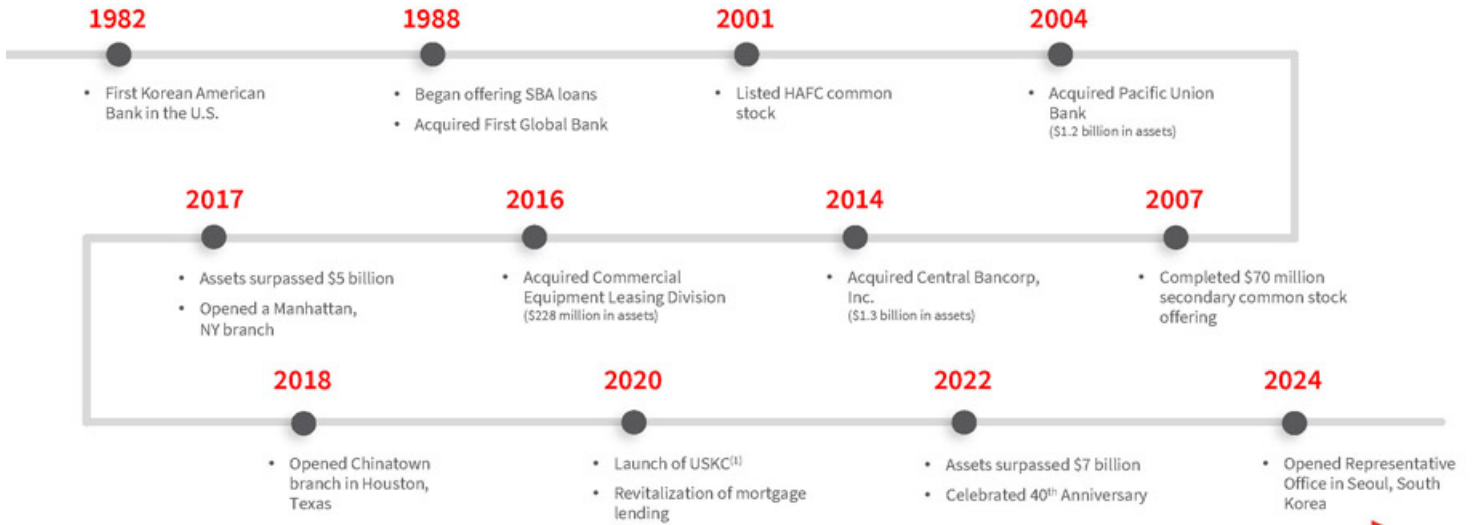 1982
• First Korean American
Bank in the U.S.
1988
• Began offering SBA loans
• Acquired First Global Bank
2001
• Listed HAFC common
stock
2004
• Acquired Pacific Union
Bank
($1.2 billion in assets)
2007
• Completed $70 million
secondary common stock
offering
2014
• Acquired Central Bancorp,
Inc.
($1.3 billion in assets)
2016
• Acquired Commercial
Equipment Leasing Division
($228 million in assets)
2017
• Assets surpassed $5 billion
• Opened a Manhattan,
NY branch
2018
• Opened Chinatown
branch in Houston,
Texas
2020
• Launch of USKC(1)
• Revitalization of mortgage
lending
2022
• Assets surpassed $7 billion
• Celebrated 40th Anniversary
2024
• Opened Representative
Office in Seoul, South
Korea